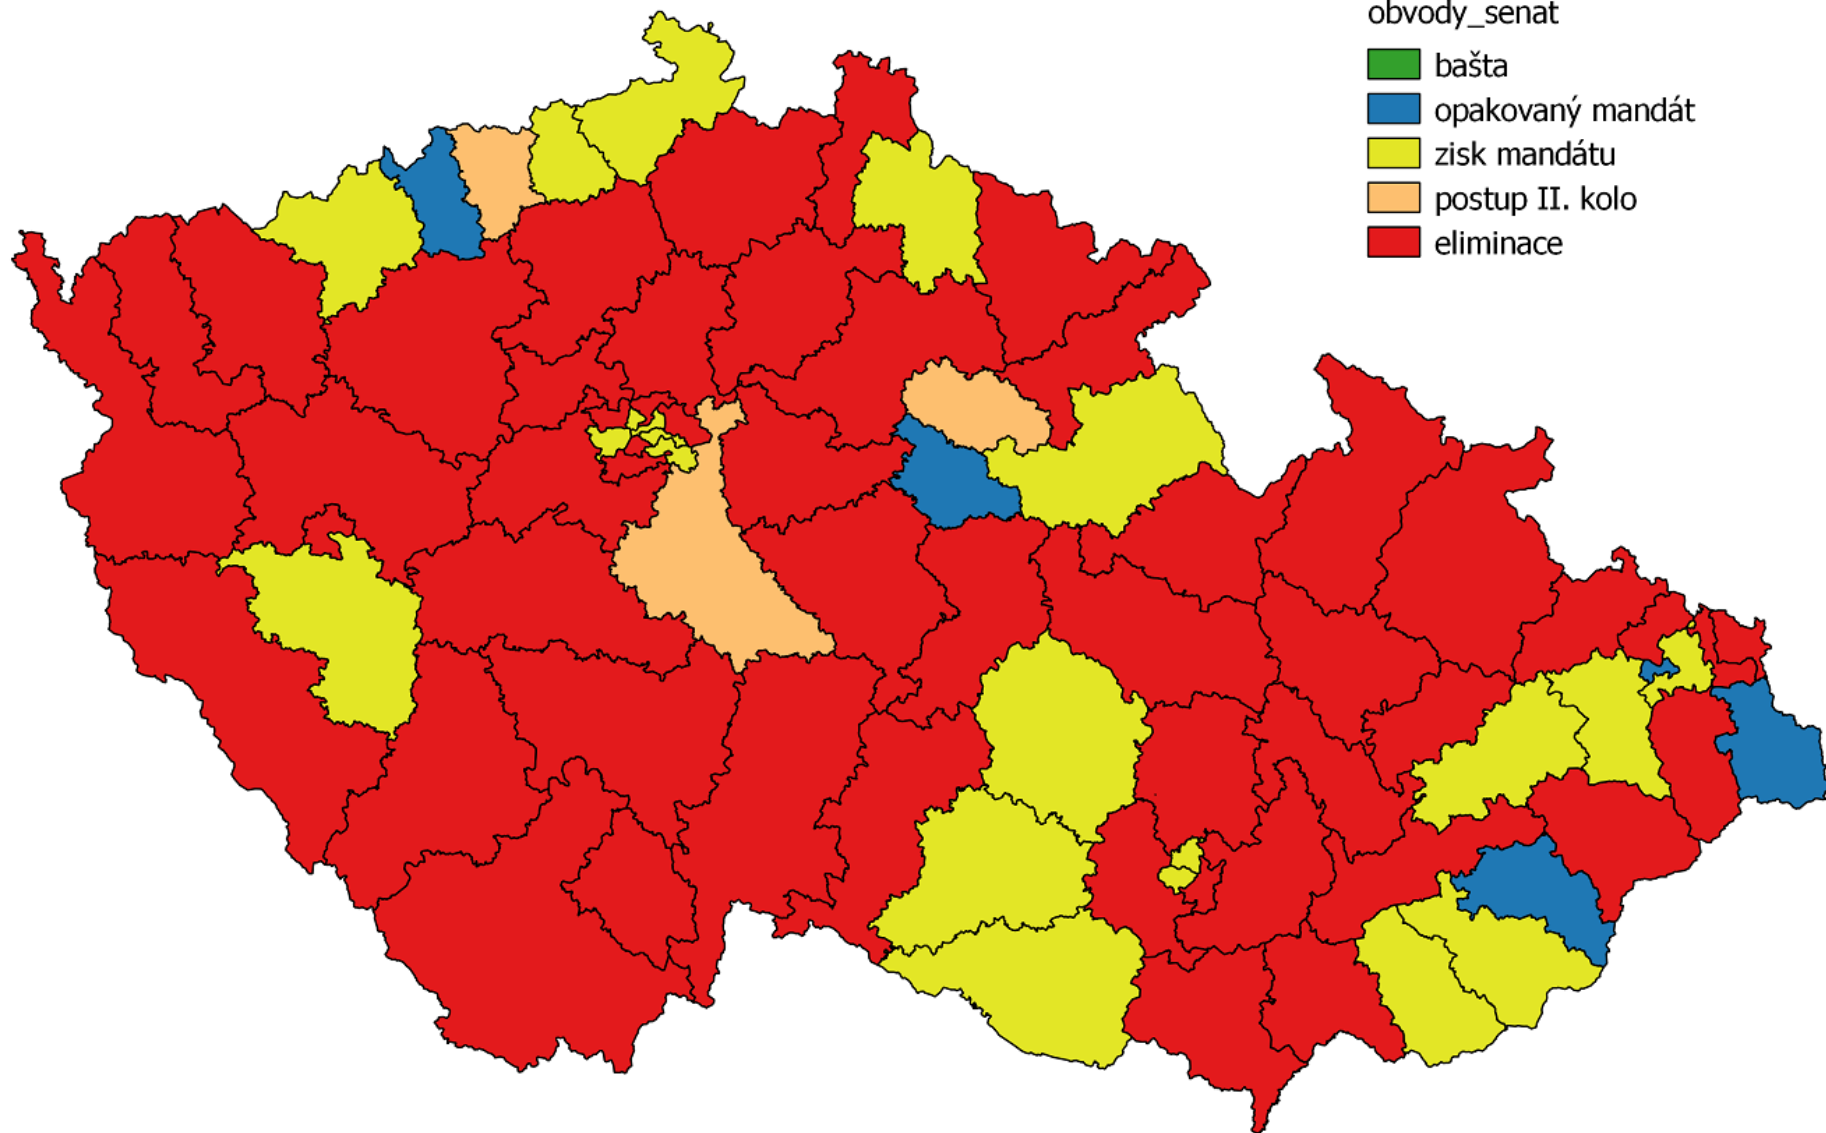 obvody_senat
bašta
opakovaný mandát
zisk mandátu
postup II. kolo
eliminace